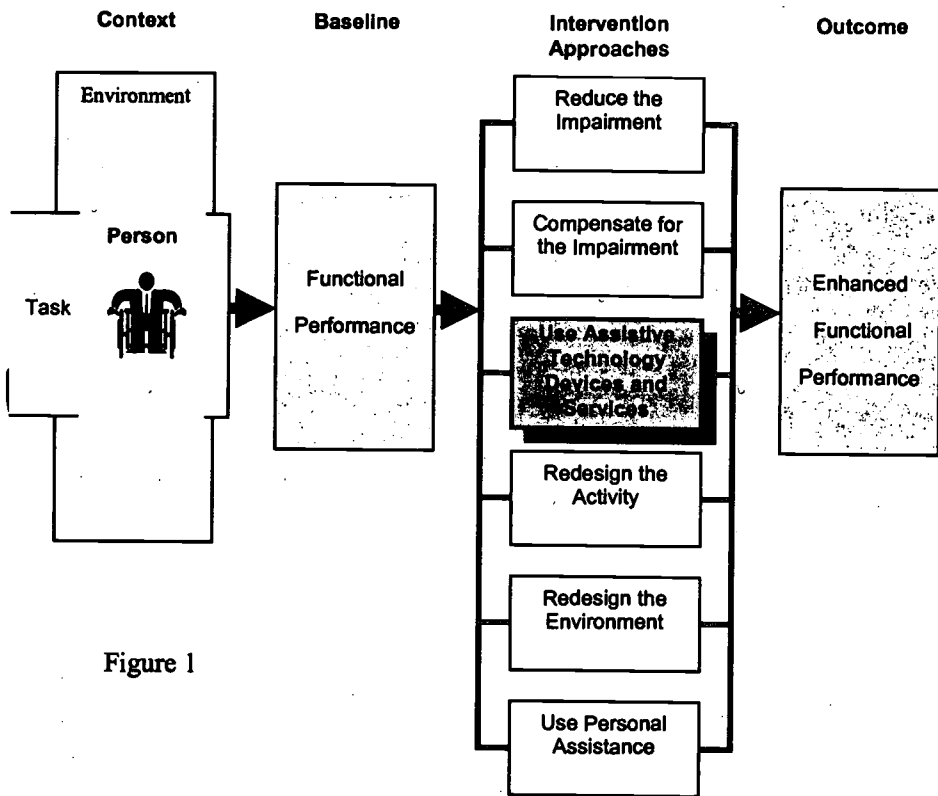 Context
Baseline
Intervention
Approaches
Outcome
Environment
Person
Task
Functional
Performance
Reduce the
Impairment
Compensate for
the Impairment
Use Assistive
Technology
Devices and
Services
Redesign the
Activity
Redesign the
Environment
Use Personal
Assistance
Enhanced
Functional
Performance
Figure 1